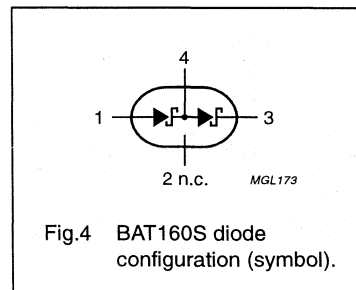 4
1 3
2 n.c. MGL173
Fig.4 BAT160S diode
configuration (symbol).